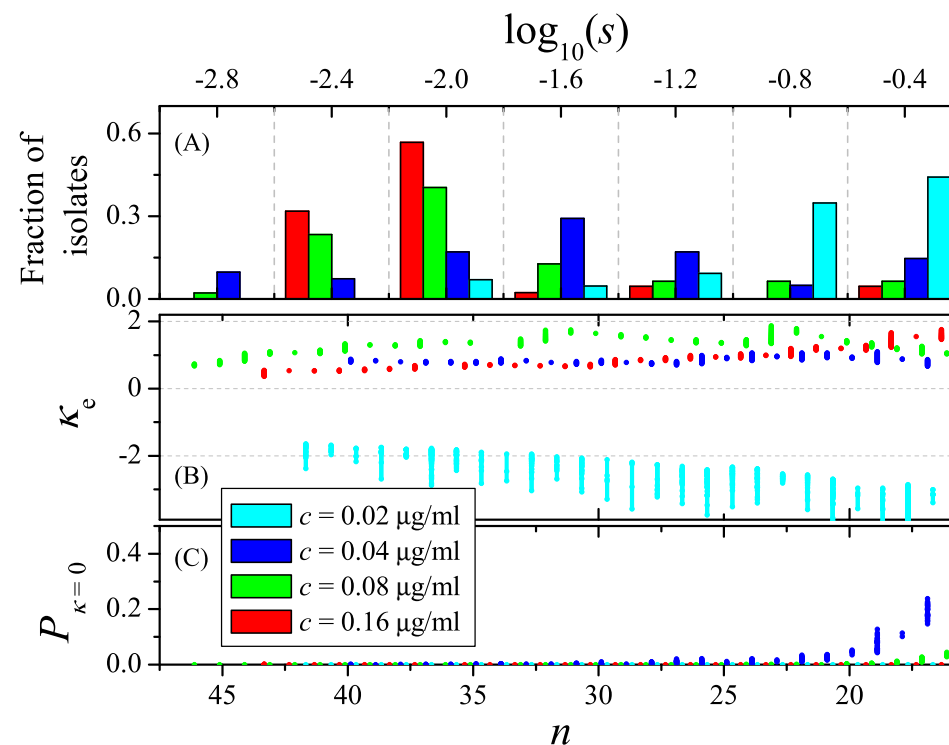 log10(s)
-2.8 -2.4 -2.0 -1.6 -1.2 -0.8 -0.4
Fraction of
isolates
0.6
0.3
0.0
(A)
κe
2
0
-2
(B)
c = 0.02 μg/ml
c = 0.04 μg/ml
c = 0.08 μg/ml
c = 0.16 μg/ml
P κ = 0
0.4
0.2
0.0
(C)
45 40 35 30 25 20
n